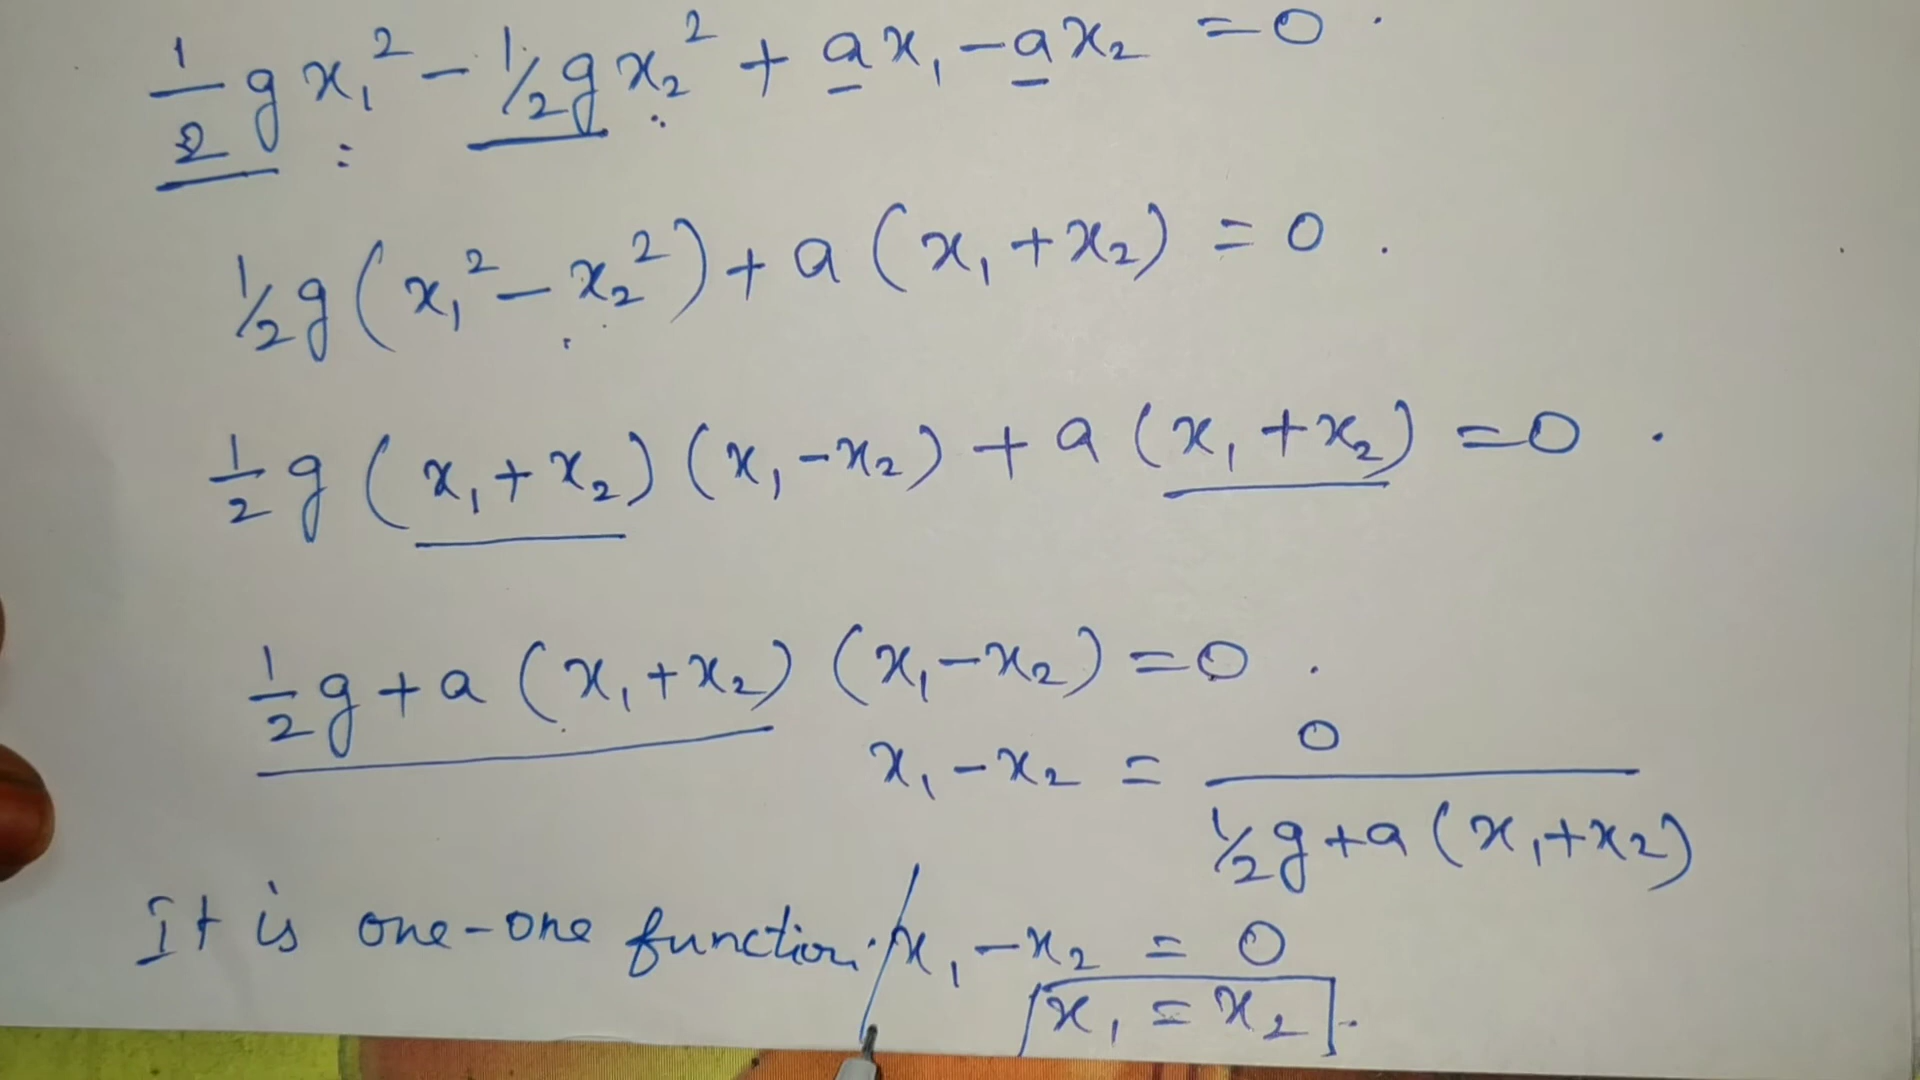 1/2 g x₁² - 1/2 g x₂² + a x₁ - a x₂ = 0.
1/2 g (x₁² - x₂²) + a (x₁ + x₂) = 0.
1/2 g (x₁ + x₂) (x₁ - x₂) + a (x₁ + x₂) = 0.
1/2 g + a (x₁ + x₂) (x₁ - x₂) = 0.
x₁ - x₂ = 0 / 1/2 g + a (x₁ + x₂)
It is one-one function. x₁ - x₂ = 0
x₁ = x₂.